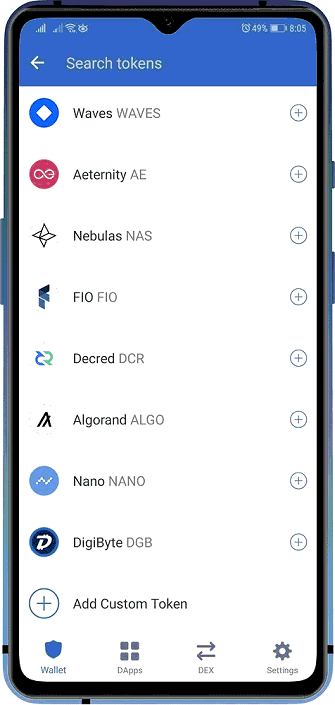 49% 8:05
Search tokens
Waves WAVES
Aeternity AE
Nebulas NAS
FIO FIO
Decred DCR
Algorand ALGO
Nano NANO
DigiByte DGB
Add Custom Token
Wallet DApps DEX Settings